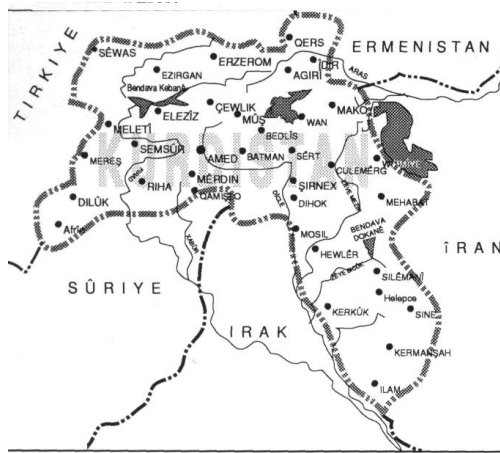 TIRKIYE
ERMENISTAN
SÊWAS
QERS
ERZEROM
IDIR
AGIRI
ARAS
EZIRGAN
Bendava Kebanê
ELEZÎZ
ÇEWLIK
MÛŞ
MAKO
WAN
MELETÎ
BEDLÎS
KURDISTAN
SEMSÛR
AMED
BATMAN
SÊRT
CULEMÊRG
MEREŞ
RIHA
MÊRDIN
QAMIŞLO
ŞIRNEX
DIHOK
MEHABAT
DILÛK
DICLE
Afrîn
MOSIL
BENDAVA
DOKANÊ
HEWLÊR
ÎRAN
SÛRIYE
SILÊMANÎ
Helepce
KERKÛK
SINE
IRAK
KERMANŞAH
ILAM